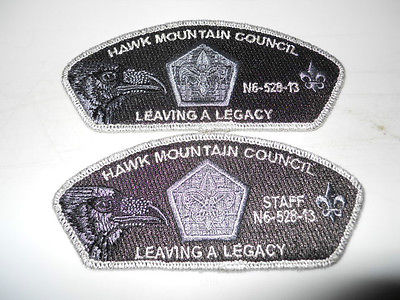 HAWK MOUNTAIN COUNCIL
N6-528-13
LEAVING A LEGACY
HAWK MOUNTAIN COUNCIL
STAFF
N6-528-13
LEAVING A LEGACY